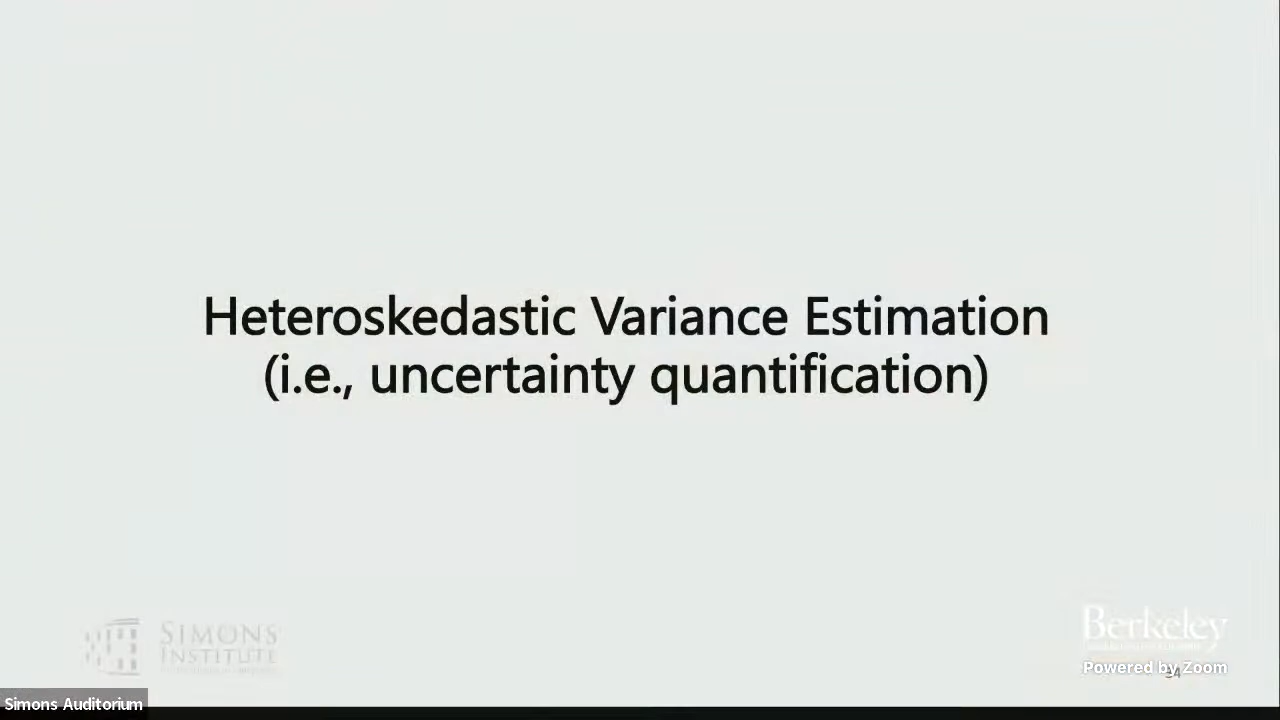 Heteroskedastic Variance Estimation
(i.e., uncertainty quantification)
SIMONS
INSTITUTE
Berkeley
Powered by Zoom
Simons Auditorium